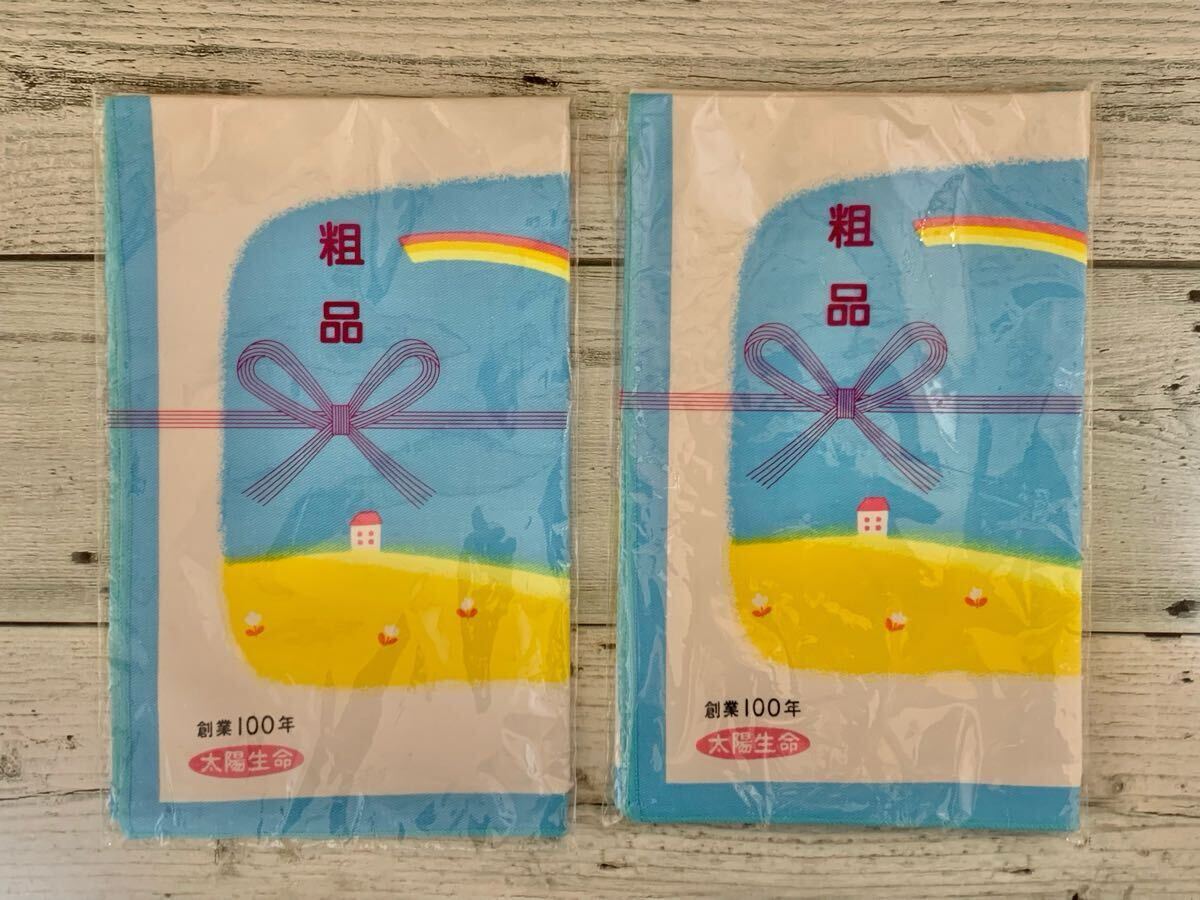 粗品
創業100年
太陽生命
粗品
創業100年
太陽生命